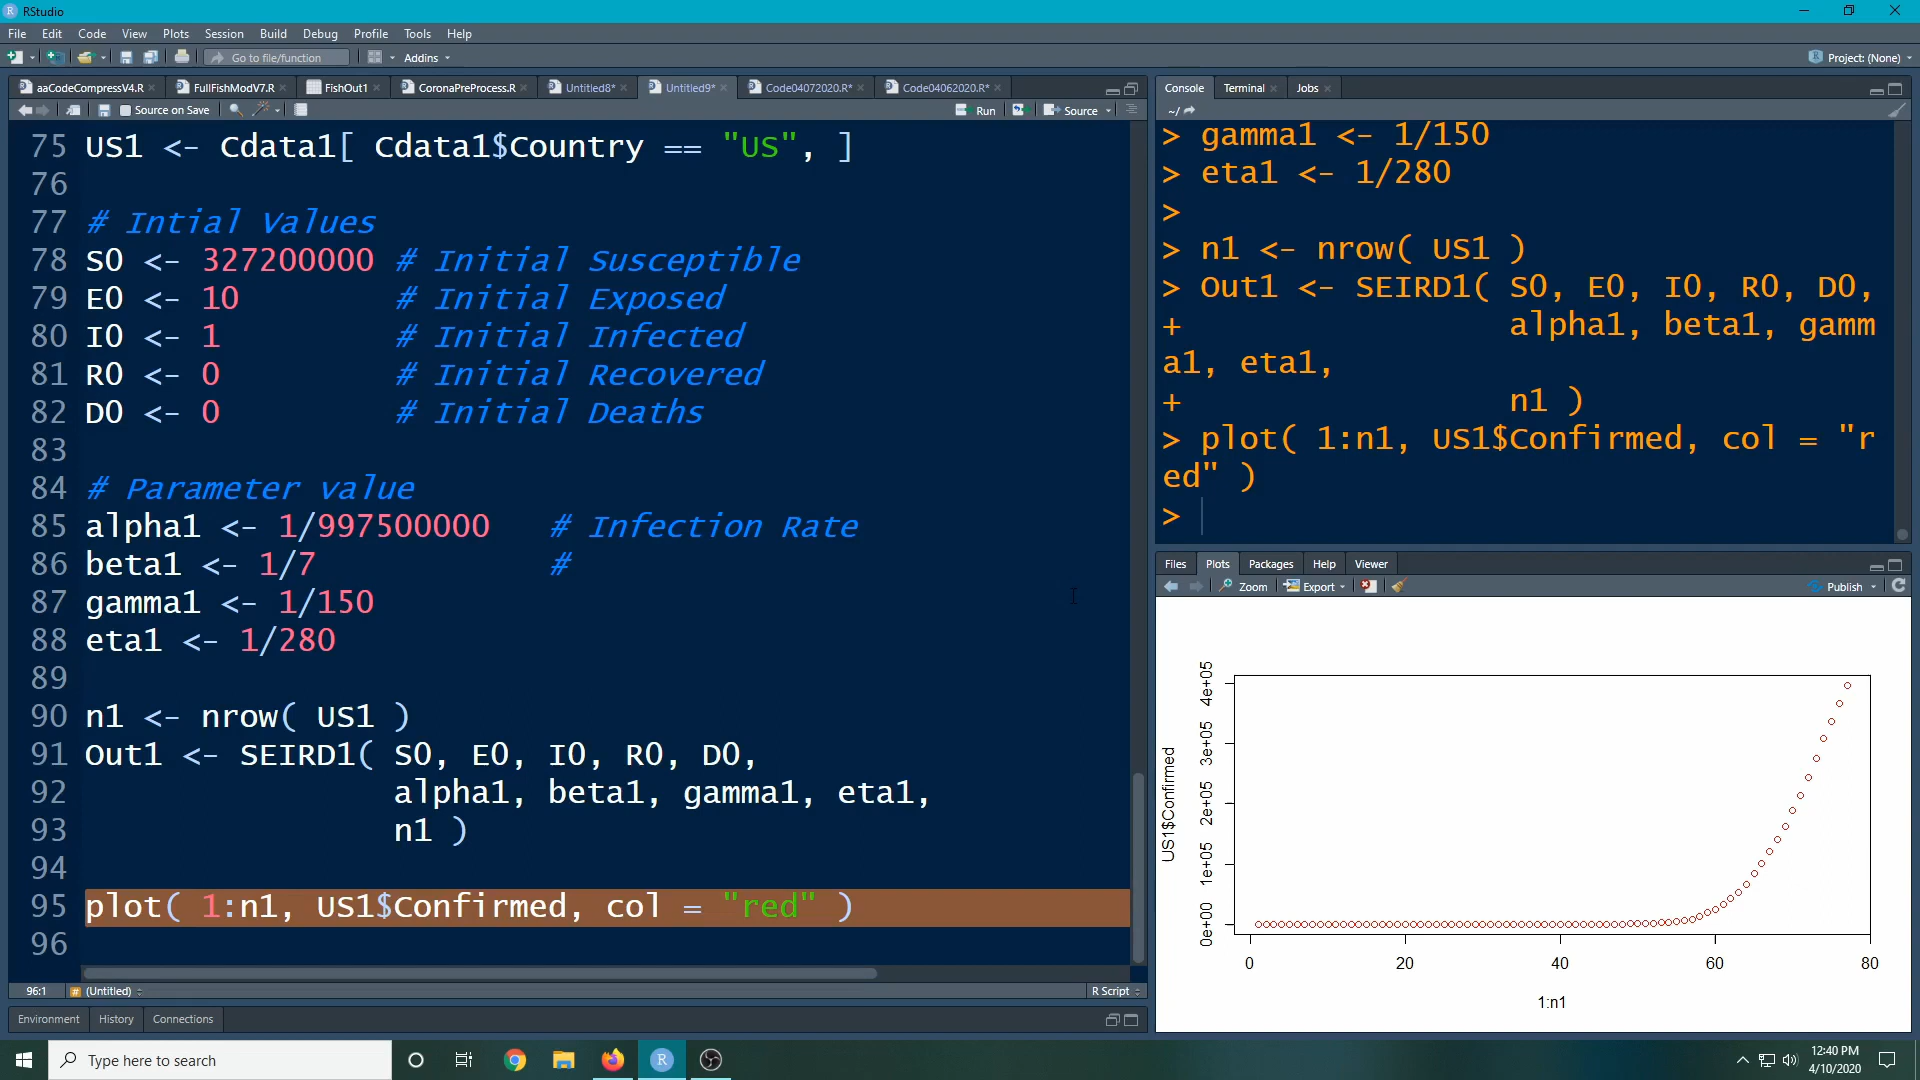 RStudio
File Edit Code View Plots Session Build Debug Profile Tools Help
Go to file/function Addins Project: (None)
aaCodeCompressV4.R FullFishModV7.R FishOut1 CoronaPreProcess.R Untitled8* Untitled9* Code04072020.R* Code04062020.R*
Source on Save Run Source
75 US1 <- Cdata1[ Cdata1$Country == "US", ]
76
77 # Intial Values
78 S0 <- 327200000 # Initial Susceptible
79 E0 <- 10 # Initial Exposed
80 I0 <- 1 # Initial Infected
81 R0 <- 0 # Initial Recovered
82 D0 <- 0 # Initial Deaths
83
84 # Parameter value
85 alpha1 <- 1/997500000 # Infection Rate
86 beta1 <- 1/7 #
87 gamma1 <- 1/150
88 eta1 <- 1/280
89
90 n1 <- nrow( US1 )
91 Out1 <- SEIRD1( S0, E0, I0, R0, D0,
92 alpha1, beta1, gamma1, eta1,
93 n1 )
94
95 plot( 1:n1, US1$Confirmed, col = "red" )
96
96:1 (Untitled) R Script
Environment History Connections
Console Terminal Jobs
~/
> gamma1 <- 1/150
> eta1 <- 1/280
>
> n1 <- nrow( US1 )
> Out1 <- SEIRD1( S0, E0, I0, R0, D0,
+ alpha1, beta1, gamm
a1, eta1,
+ n1 )
> plot( 1:n1, US1$Confirmed, col = "r
ed" )
>
Files Plots Packages Help Viewer
Zoom Export Publish
US1$Confirmed
4e+05
3e+05
2e+05
1e+05
0e+00
0 20 40 60 80
1:n1
Type here to search
12:40 PM
4/10/2020